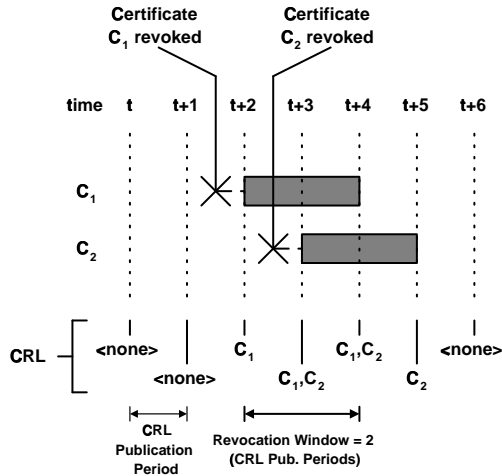 Certificate
C1 revoked
Certificate
C2 revoked
time t t+1 t+2 t+3 t+4 t+5 t+6
C1
C2
CRL
<none> C1 C1,C2 <none>
<none> C1,C2 C2
CRL
Publication
Period
Revocation Window = 2
(CRL Pub. Periods)